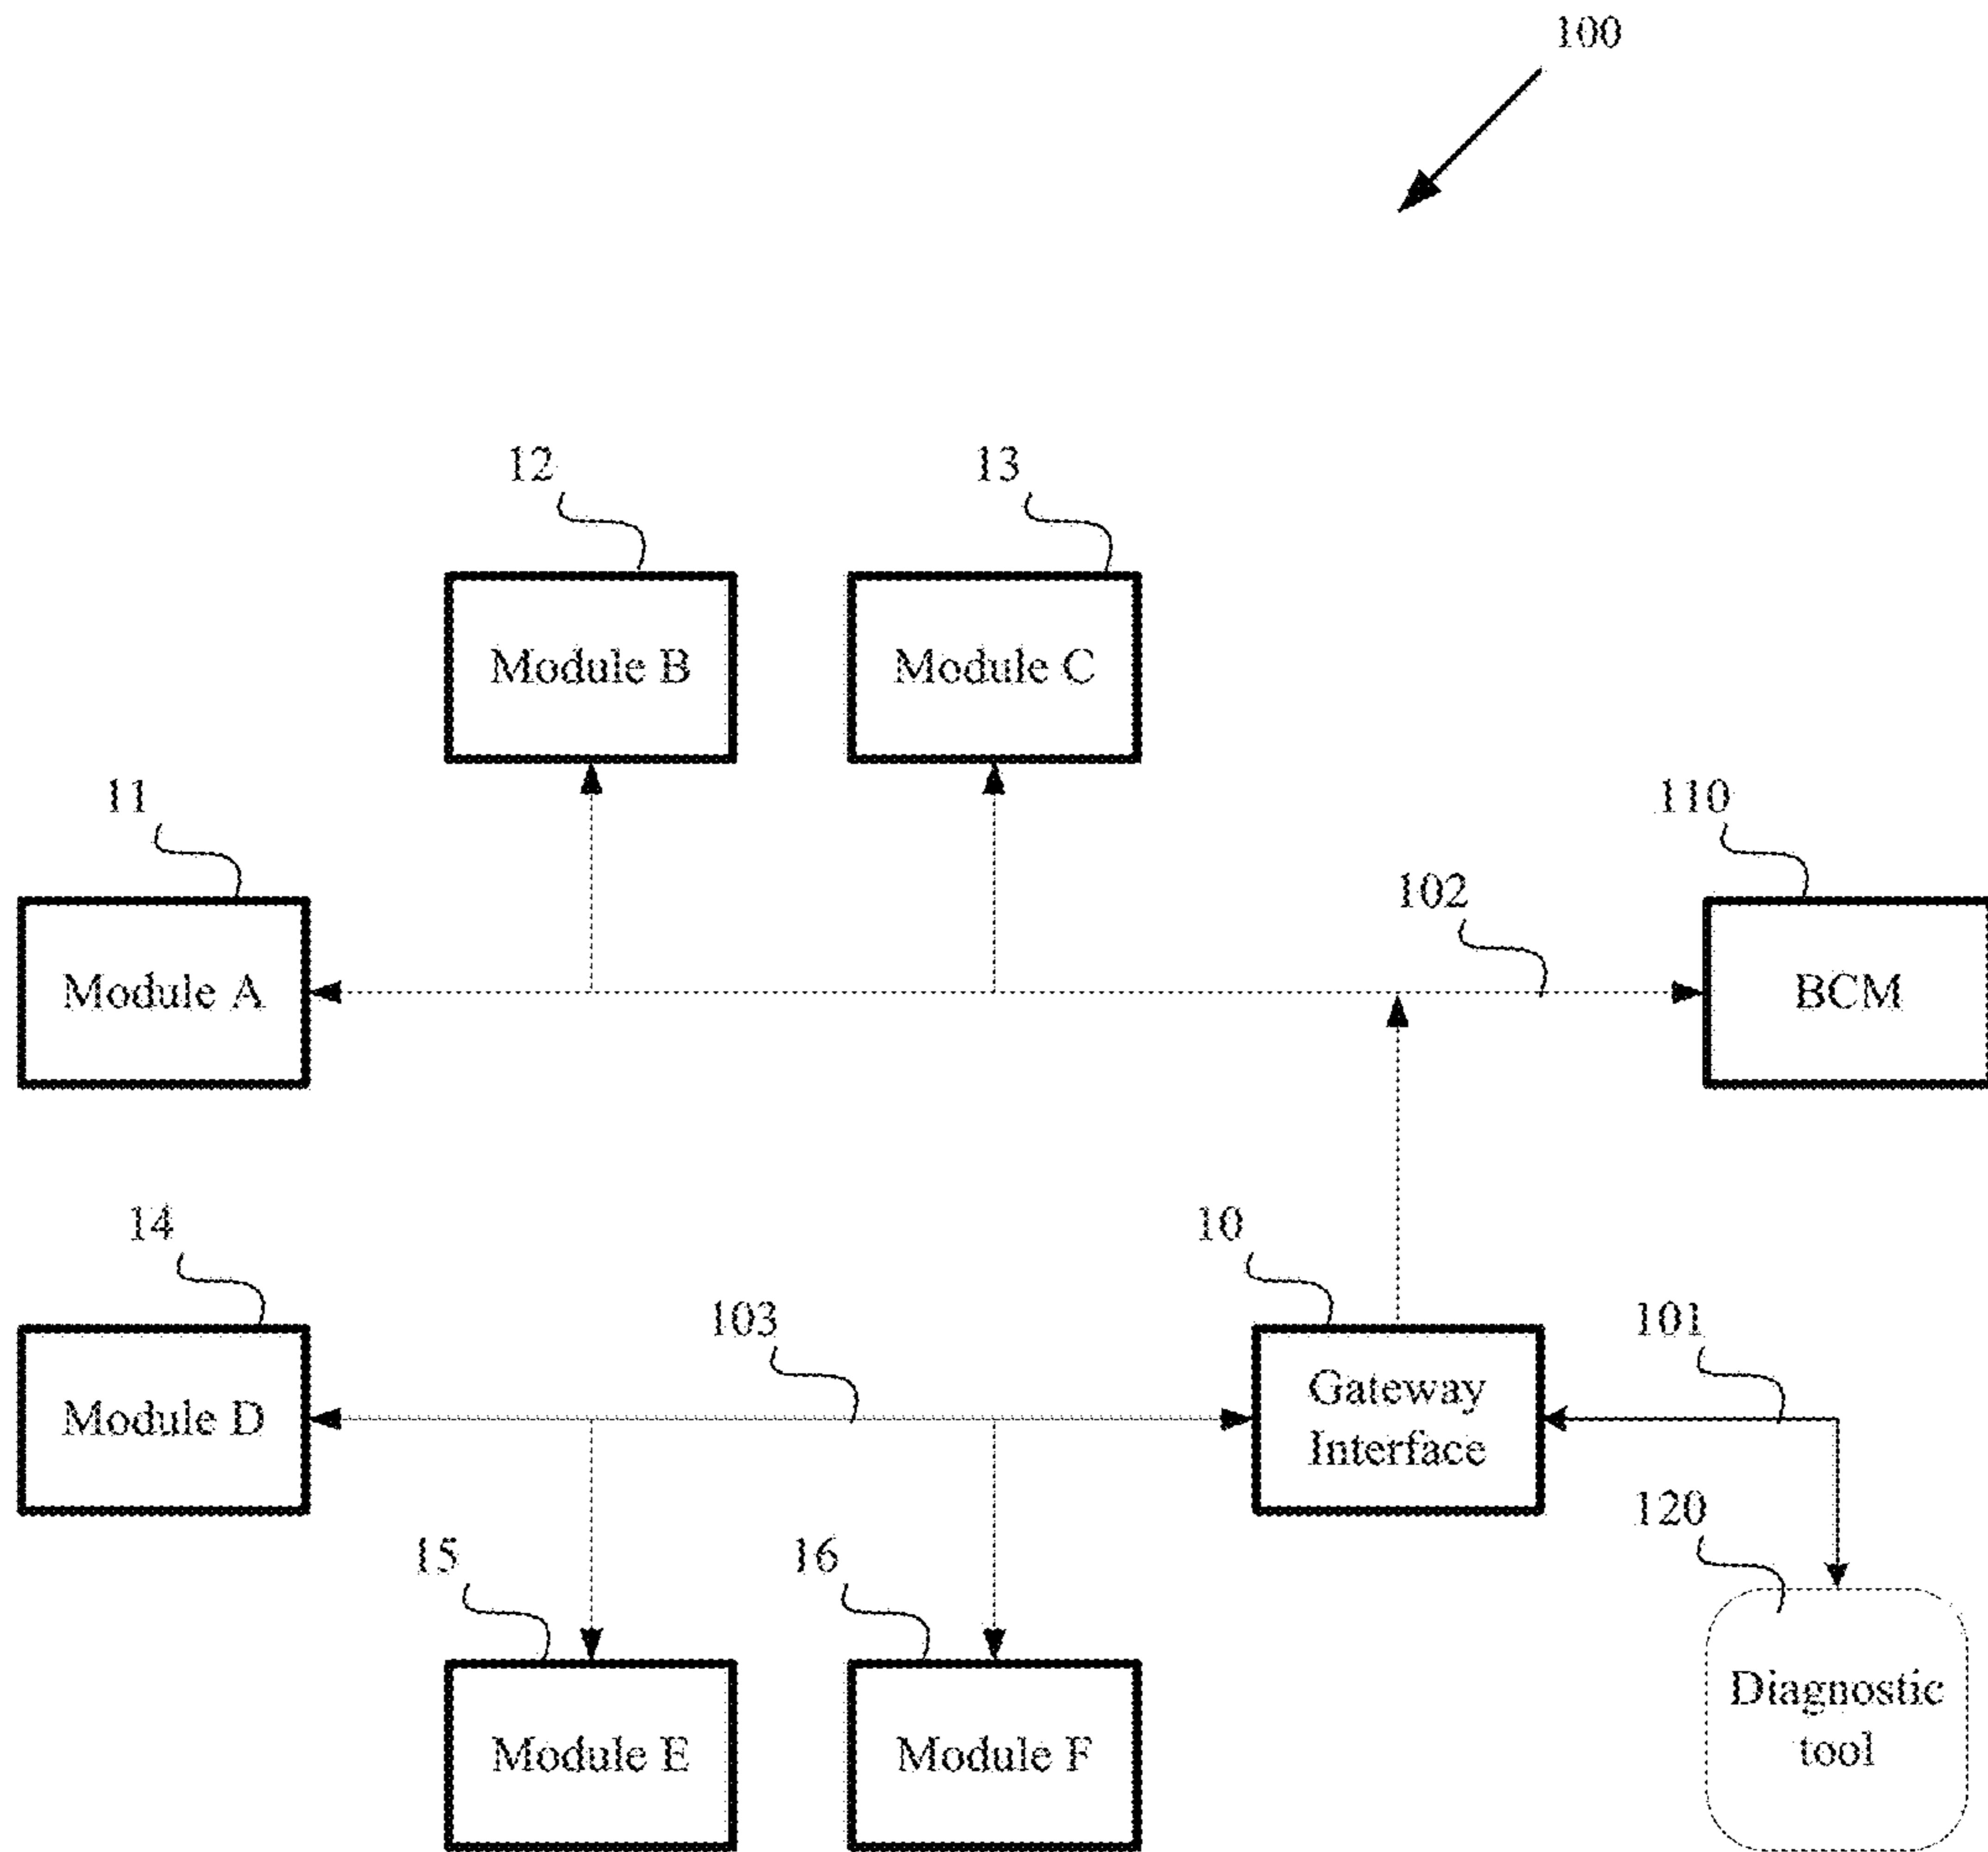 100
12
13
Module B
Module C
11
110
102
Module A
BCM
14
10
103
101
Module D
Gateway
Interface
15
16
120
Module E
Module F
Diagnostic
tool